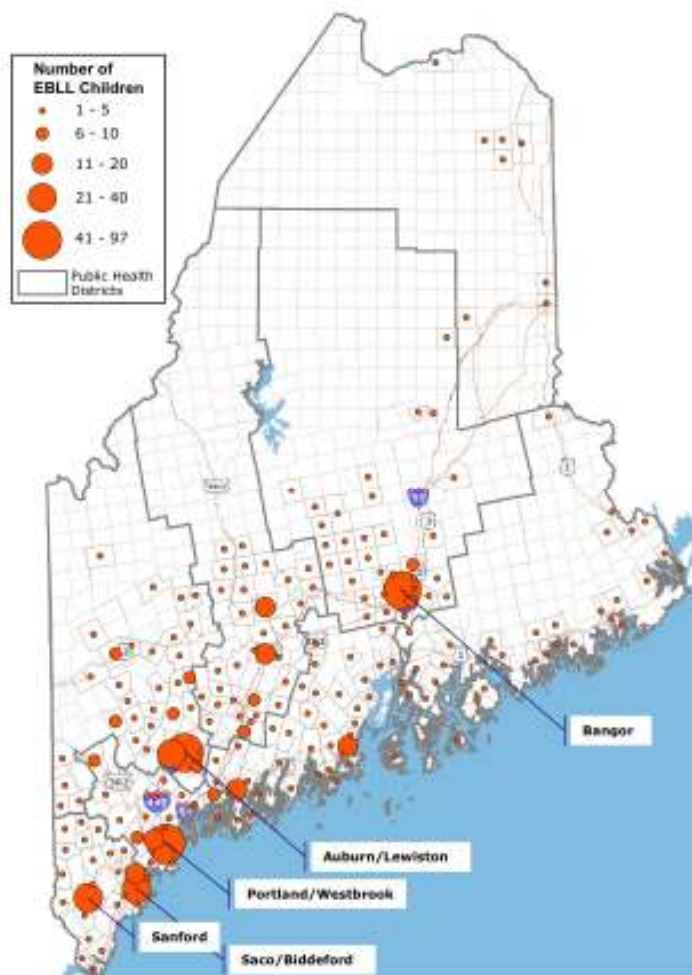 Number of
EBLL Children
1 - 5
6 - 10
11 - 20
21 - 40
41 - 97
Public Health
Districts
Bangor
Auburn/Lewiston
Portland/Westbrook
Sanford
Saco/Biddeford